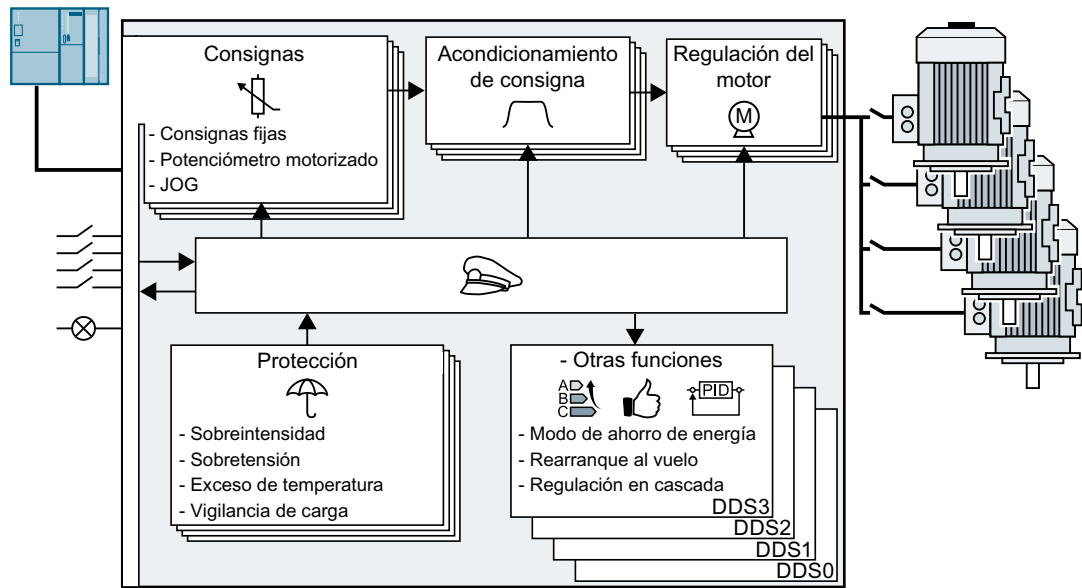 Consignas
- Consignas fijas
- Potenciómetro motorizado
- JOG
Acondicionamiento
de consigna
Regulación del
motor
M
Protección
- Sobreintensidad
- Sobretensión
- Exceso de temperatura
- Vigilancia de carga
- Otras funciones
A
B
C
PID
- Modo de ahorro de energía
- Rearranque al vuelo
- Regulación en cascada
DDS3
DDS2
DDS1
DDS0